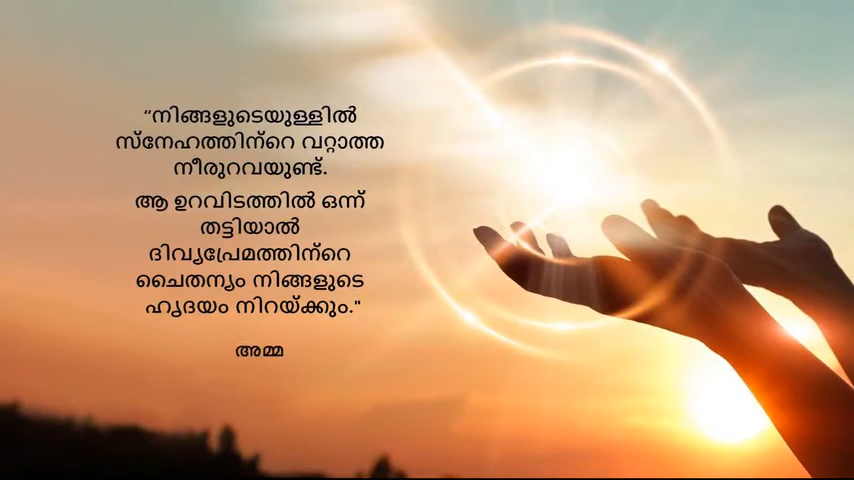 “നിങ്ങളുടെയുള്ളിൽ
സ്നേഹത്തിന്റെ വറ്റാത്ത
നീരുറവയുണ്ട്.
ആ ഉറവിടത്തിൽ ഒന്ന്
തട്ടിയാൽ
ദിവ്യപ്രേമത്തിന്റെ
ചൈതന്യം നിങ്ങളുടെ
ഹൃദയം നിറയ്ക്കും."
അമ്മ